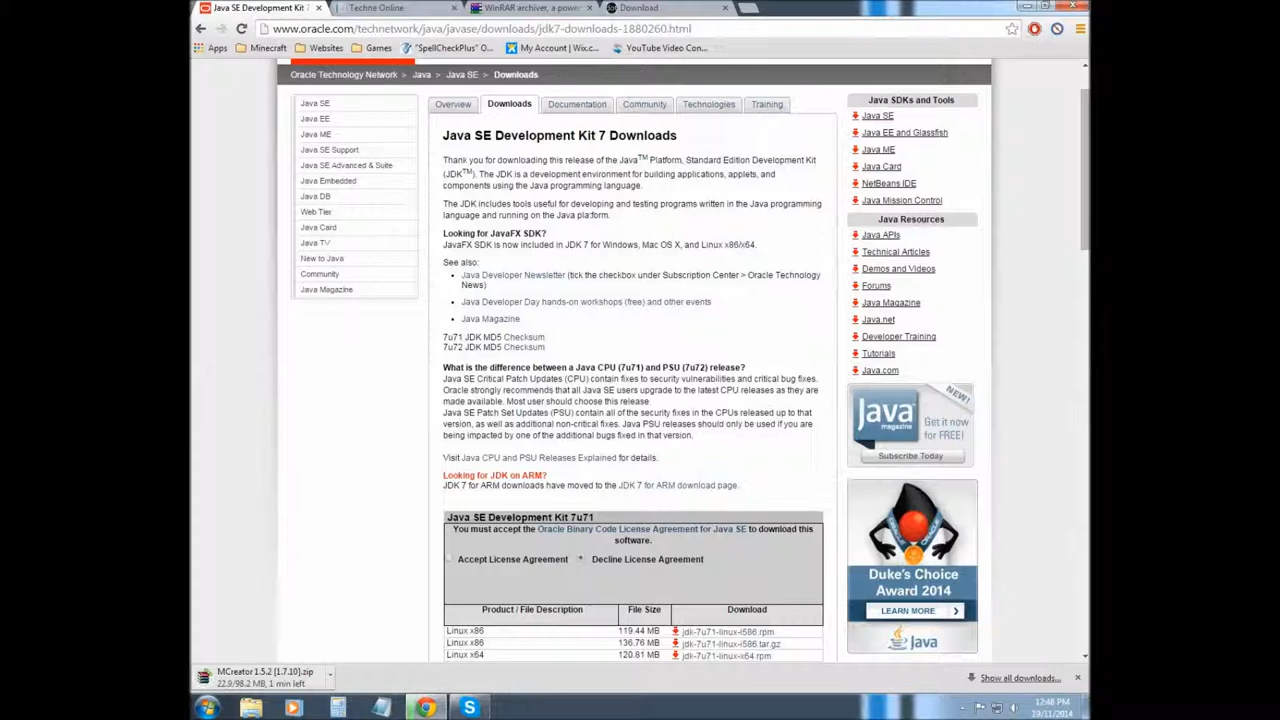 Java SE Development Kit 7
Techne Online
WinRAR archiver, a powe
Download
www.oracle.com/technetwork/java/javase/downloads/jdk7-downloads-1880260.html
Apps
Minecraft
Websites
Games
"SpellCheckPlus" O...
My Account | Wix.c...
YouTube Video Con...
Oracle Technology Network > Java > Java SE > Downloads
Java SE
Java EE
Java ME
Java SE Support
Java SE Advanced & Suite
Java Embedded
Java DB
Web Tier
Java Card
Java TV
New to Java
Community
Java Magazine
Overview
Downloads
Documentation
Community
Technologies
Training
Java SE Development Kit 7 Downloads
Thank you for downloading this release of the Java™ Platform, Standard Edition Development Kit
(JDK™). The JDK is a development environment for building applications, applets, and
components using the Java programming language.
The JDK includes tools useful for developing and testing programs written in the Java programming
language and running on the Java platform.
Looking for JavaFX SDK?
JavaFX SDK is now included in JDK 7 for Windows, Mac OS X, and Linux x86/x64.
See also:
Java Developer Newsletter (tick the checkbox under Subscription Center > Oracle Technology
News)
Java Developer Day hands-on workshops (free) and other events
Java Magazine
7u71 JDK MD5 Checksum
7u72 JDK MD5 Checksum
What is the difference between a Java CPU (7u71) and PSU (7u72) release?
Java SE Critical Patch Updates (CPU) contain fixes to security vulnerabilities and critical bug fixes.
Oracle strongly recommends that all Java SE users upgrade to the latest CPU releases as they
are made available. Most user should choose this release.
Java SE Patch Set Updates (PSU) contain all of the security fixes in the CPUs released up to that
version, as well as additional non-critical fixes. Java PSU releases should only be used if you are
being impacted by one of the additional bugs fixed in that version.
Visit Java CPU and PSU Releases Explained for details.
Looking for JDK on ARM?
JDK 7 for ARM downloads have moved to the JDK 7 for ARM download page.
Java SE Development Kit 7u71
You must accept the Oracle Binary Code License Agreement for Java SE to download this
software.
Accept License Agreement
Decline License Agreement
Product / File Description
File Size
Download
Linux x86 119.44 MB jdk-7u71-linux-i586.rpm
Linux x86 136.76 MB jdk-7u71-linux-i586.tar.gz
Linux x64 120.81 MB jdk-7u71-linux-x64.rpm
Java SDKs and Tools
Java SE
Java EE and Glassfish
Java ME
Java Card
NetBeans IDE
Java Mission Control
Java Resources
Java APIs
Technical Articles
Demos and Videos
Forums
Java Magazine
Java.net
Developer Training
Tutorials
Java.com
NEW!
Java
magazine
Get it now
for FREE!
Subscribe Today
Duke's Choice
Award 2014
LEARN MORE
Java
MCreator 1.5.2 [1.7.10].zip
22.9/98.2 MB, 1 min left
Show all downloads...
12:48 PM
19/11/2014